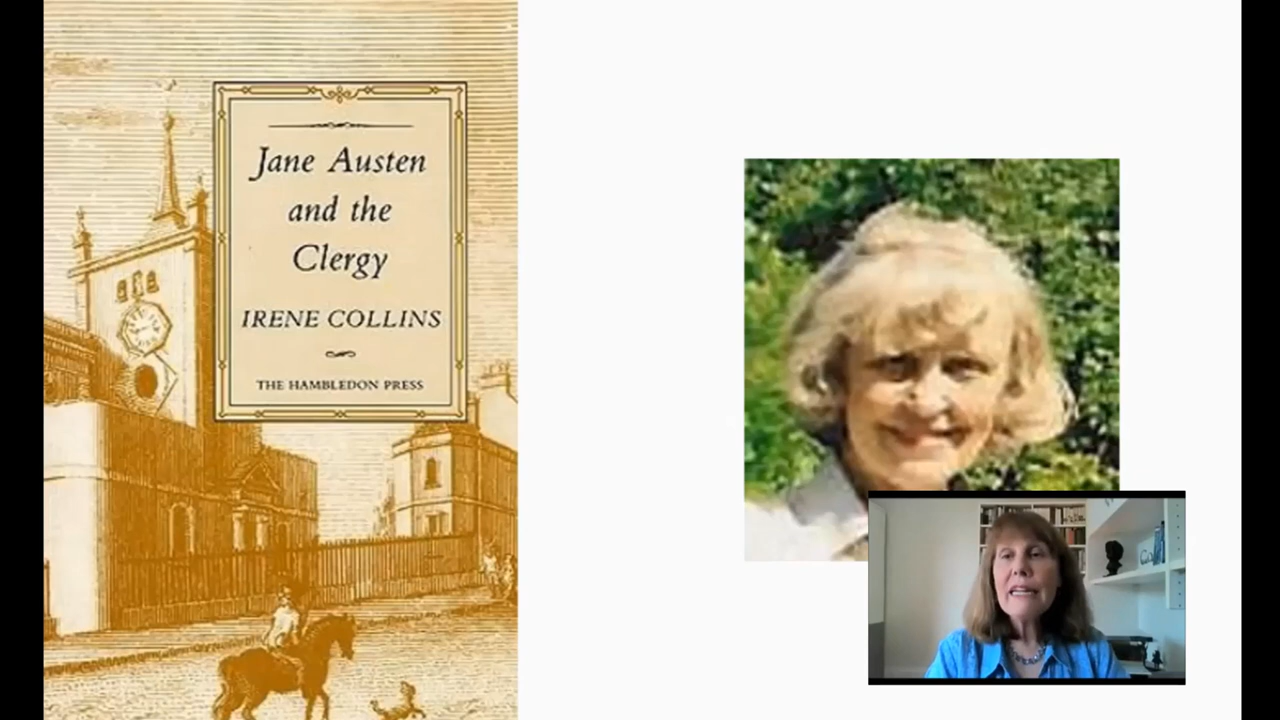 Jane Austen
and the
Clergy
IRENE COLLINS
THE HAMBLEDON PRESS